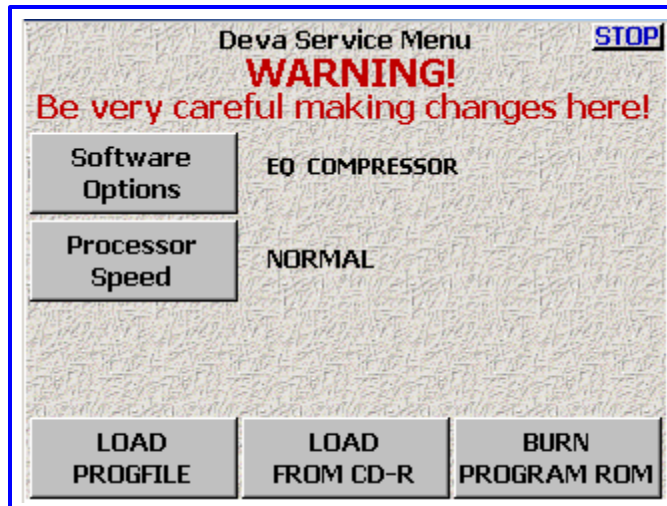 Deva Service Menu
STOP
WARNING!
Be very careful making changes here!
Software
Options
EQ COMPRESSOR
Processor
Speed
NORMAL
LOAD
PROGFILE
LOAD
FROM CD-R
BURN
PROGRAM ROM